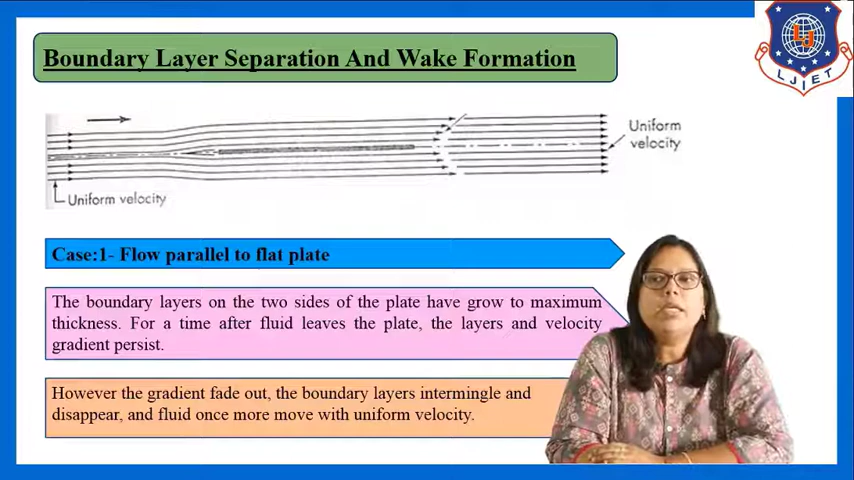 Boundary Layer Separation And Wake Formation
LJ
LJIET
Uniform
velocity
Uniform velocity
Case:1- Flow parallel to flat plate
The boundary layers on the two sides of the plate have grow to maximum
thickness. For a time after fluid leaves the plate, the layers and velocity
gradient persist.
However the gradient fade out, the boundary layers intermingle and
disappear, and fluid once more move with uniform velocity.